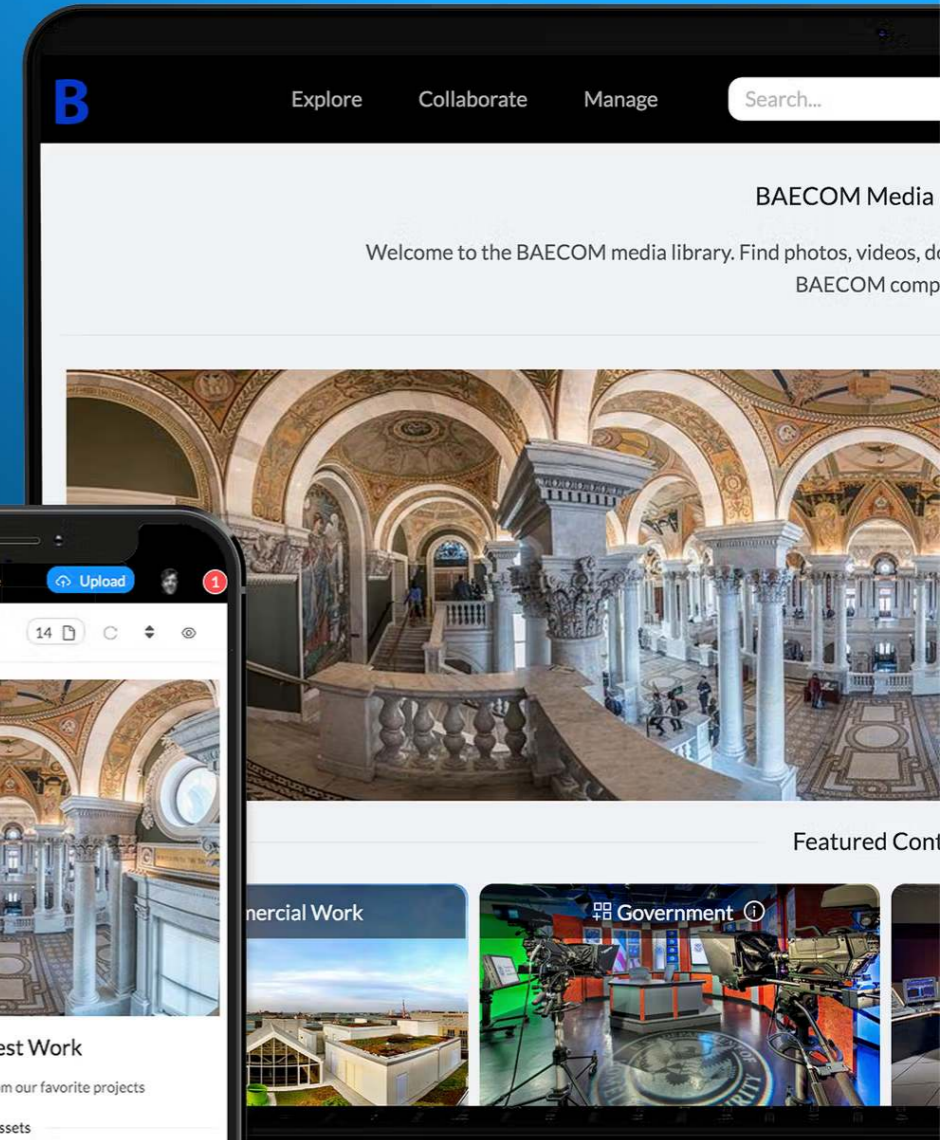 B
Explore Collaborate Manage Search...
BAECOM Media
Welcome to the BAECOM media library. Find photos, videos, do
BAECOM comp
Upload 1
14
Featured Cont
mercial Work
Government
est Work
m our favorite projects
ssets